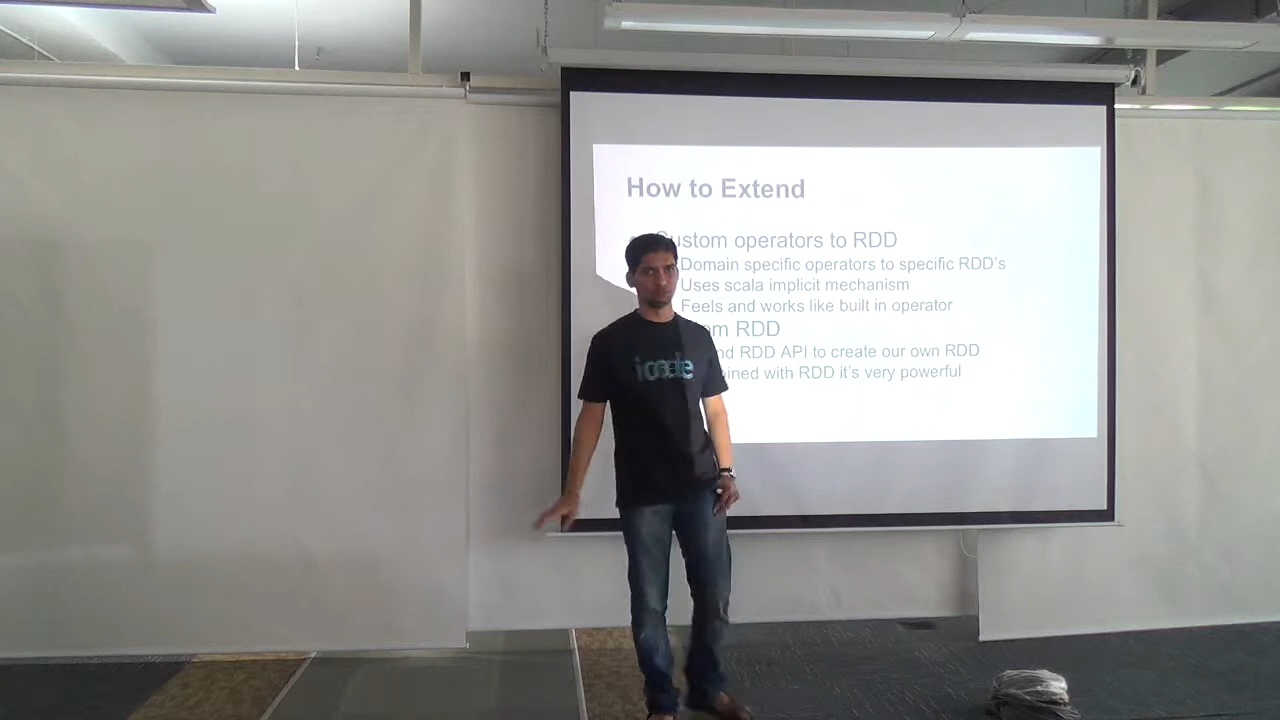 How to Extend
Custom operators to RDD
Domain specific operators to specific RDD's
Uses scala implicit mechanism
Feels and works like built in operator
RDD
RDD API to create our own RDD
with RDD it's very powerful